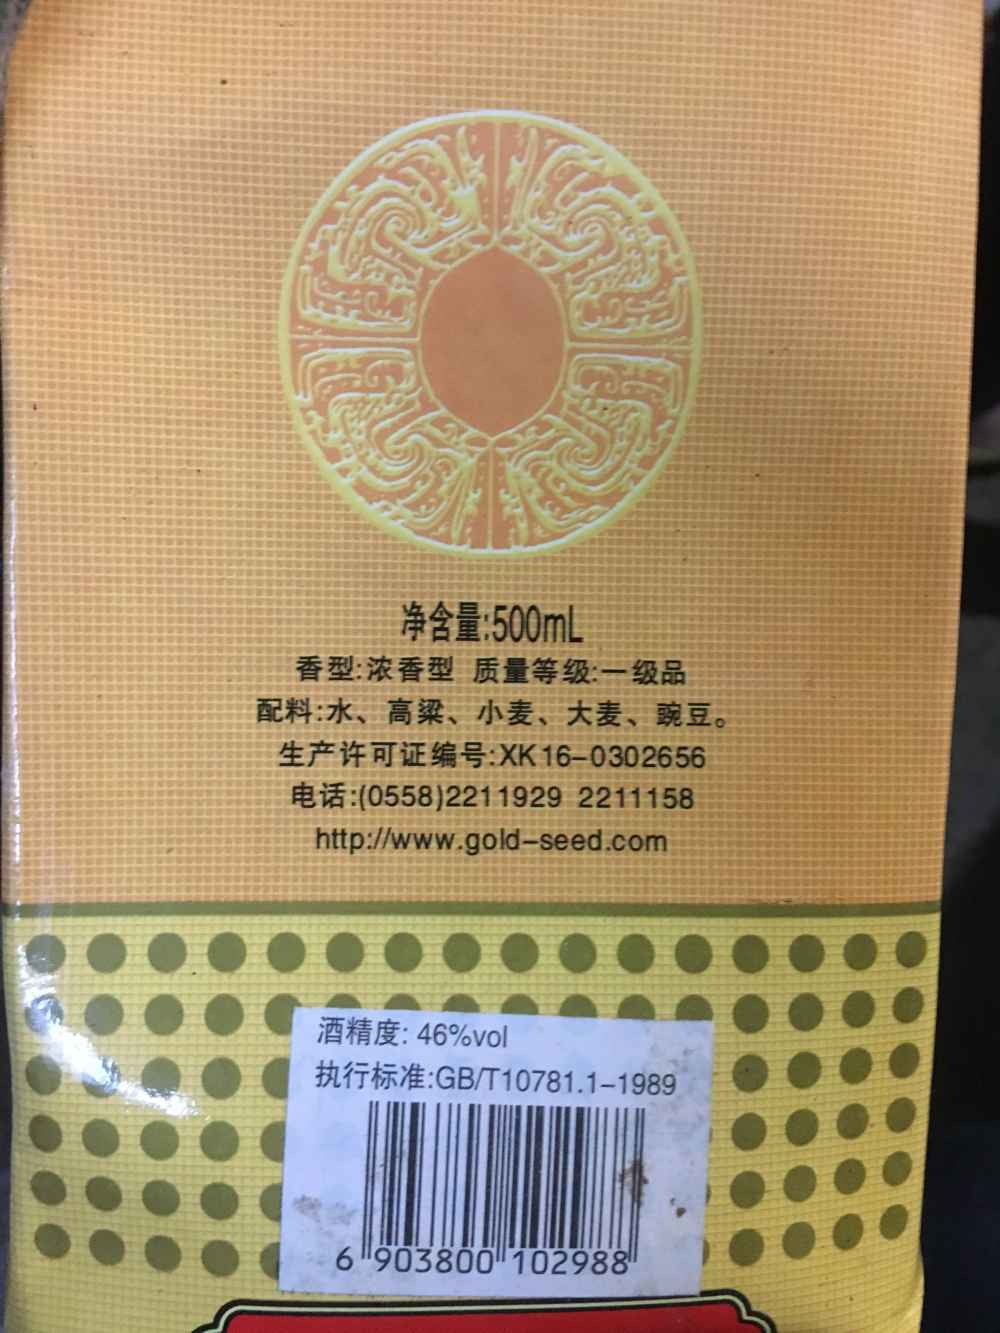 净含量:500mL
香型:浓香型 质量等级:一级品
配料:水、高粱、小麦、大麦、豌豆。
生产许可证编号:XK16-0302656
电话:(0558)2211929 2211158
http://www.gold-seed.com
酒精度: 46%vol
执行标准:GB/T10781.1-1989
6 903800 102988